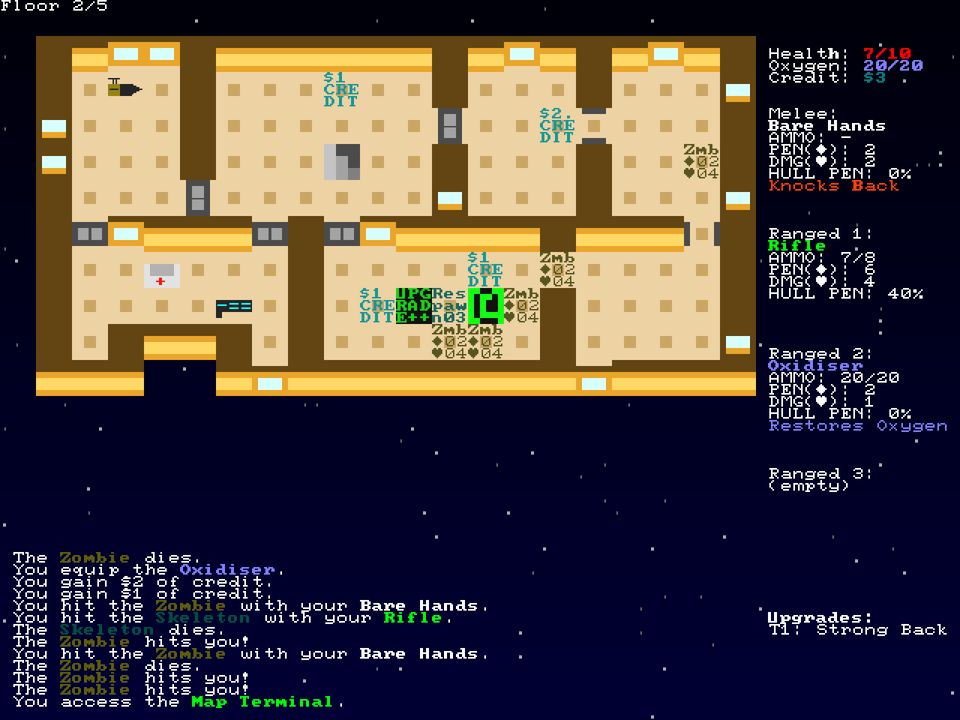 Floor 2/5
Health: 7/10
Oxygen: 20/20
Credit: $3
Melee:
Bare Hands
AMMO: -
PEN(♦): 2
DMG(♥): 2
HULL PEN: 0%
Knocks Back
Ranged 1:
Rifle
AMMO: 7/8
PEN(♦): 6
DMG(♥): 4
HULL PEN: 40%
Ranged 2:
Oxidiser
AMMO: 20/20
PEN(♦): 2
DMG(♥): 1
HULL PEN: 0%
Restores Oxygen
Ranged 3:
(empty)
Upgrades:
T1: Strong Back
$1
CRE
DIT
$2.
CRE
DIT
Zmb
♦02
♥04
$1
CRE
DIT
Zmb
♦02
♥04
$1
CRE
DIT
UPG
RAD
E++
Res
paw
n03
Zmb
♦02
♥04
Zmb
♦02
♥04
Zmb
♦02
♥04
The Zombie dies.
You equip the Oxidiser.
You gain $2 of credit.
You gain $1 of credit.
You hit the Zombie with your Bare Hands.
You hit the Skeleton with your Rifle.
The Skeleton dies.
The Zombie hits you!
You hit the Zombie with your Bare Hands.
The Zombie dies.
The Zombie hits you!
The Zombie hits you!
You access the Map Terminal.